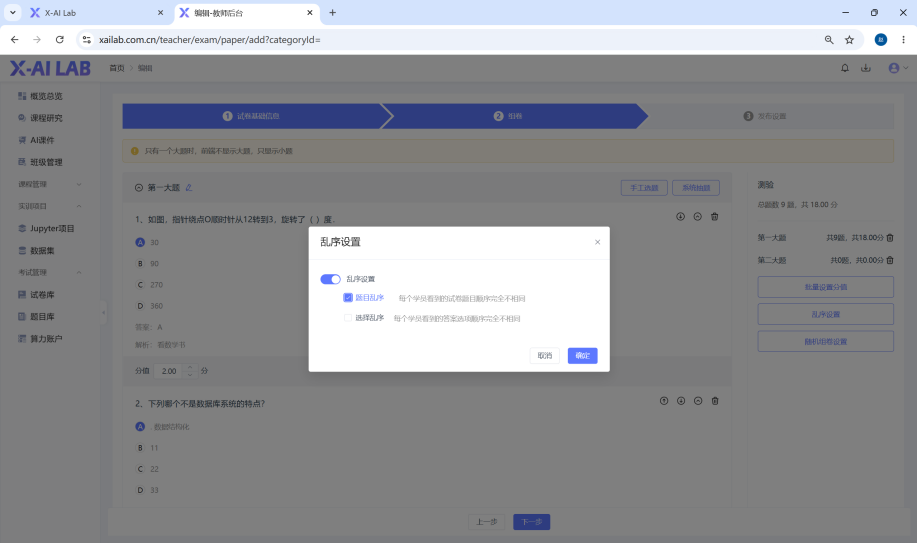 X-AI Lab
编辑-教师后台
xailab.com.cn/teacher/exam/paper/add?categoryId=
X-AI LAB
首页 > 编辑
概览总览
课程研究
AI课件
班级管理
课程管理
实训项目
Jupyter项目
数据集
考试管理
试卷库
题目库
算力账户
1 试卷基础信息
2 组卷
3 发布设置
只有一个大题时，前端不显示大题，只显示小题
第一大题
手工选题
系统抽题
1、如图，指针绕点O顺时针从12转到3，旋转了（ ）度.
A 30
B 90
C 270
D 360
答案： A
解析： 看数学书
分值 2.00 分
2、下列哪个不是数据库系统的特点?
A 数据结构化
B 11
C 22
D 33
上一步
下一步
测验
总题数 9 题，共 18.00 分
第一大题 共9题，共18.00分
第二大题 共0题，共0.00分
批量设置分值
乱序设置
随机组卷设置
乱序设置
乱序设置
题目乱序 每个学员看到的试卷题目顺序完全不相同
选择乱序 每个学员看到的答案选项顺序完全不相同
取消
确定